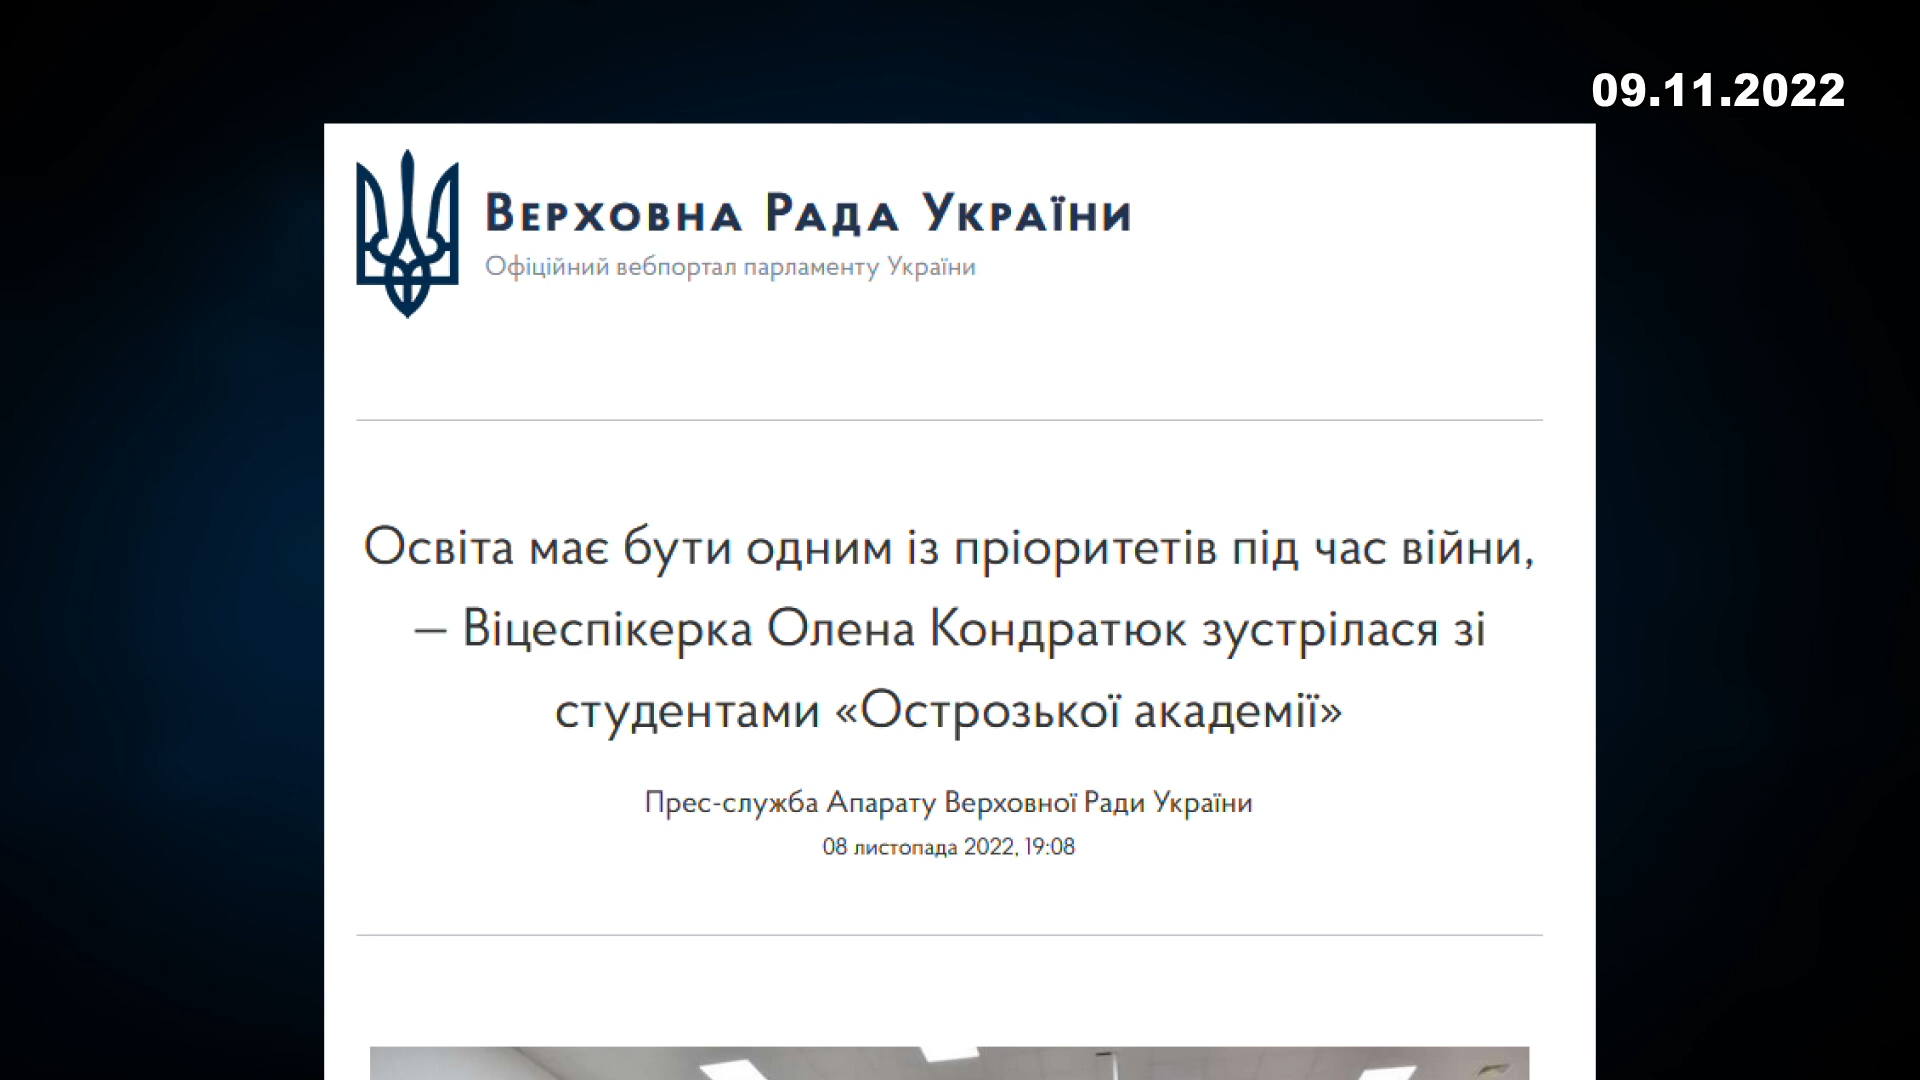 09.11.2022
Верховна Рада України
Офіційний вебпортал парламенту України
Освіта має бути одним із пріоритетів під час війни,
– Віцеспікерка Олена Кондратюк зустрілася зі
студентами «Острозької академії»
Прес-служба Апарату Верховної Ради України
08 листопада 2022, 19:08